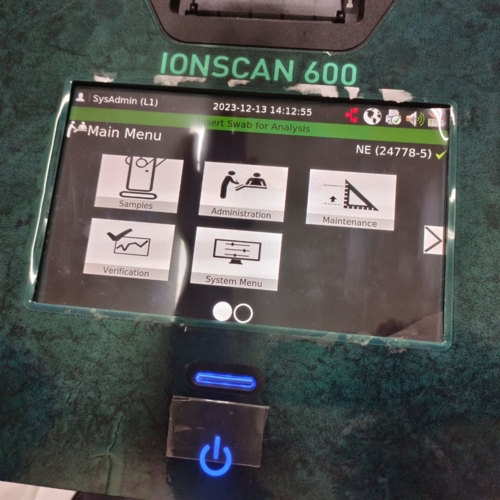 IONSCAN 600
SysAdmin (L1)
2023-12-13 14:12:55
Insert Swab for Analysis
Main Menu
NE (24778-5)
Samples
Administration
Maintenance
Verification
System Menu